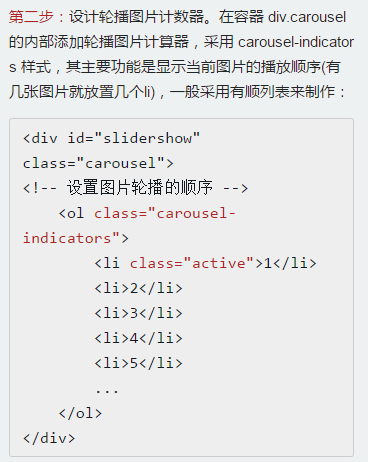 第二步：设计轮播图片计数器。在容器 div.carousel
的内部添加轮播图片计算器，采用 carousel-indicator
s 样式，其主要功能是显示当前图片的播放顺序(有
几张图片就放置几个li)，一般采用有顺列表来制作：
<div id="slidershow"
class="carousel">
<!-- 设置图片轮播的顺序 -->
<ol class="carousel-
indicators">
<li class="active">1</li>
<li>2</li>
<li>3</li>
<li>4</li>
<li>5</li>
...
</ol>
</div>